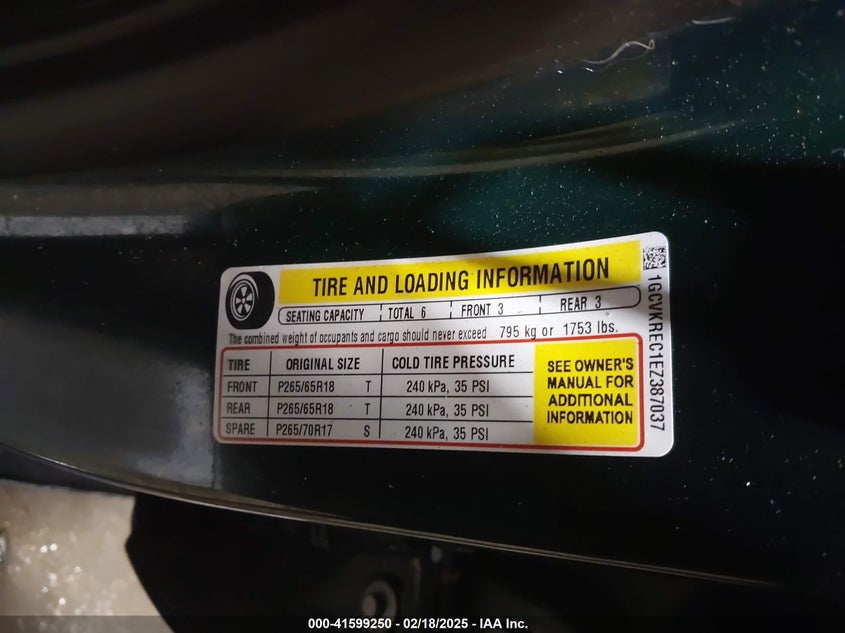 TIRE AND LOADING INFORMATION
SEATING CAPACITY TOTAL 6 FRONT 3 REAR 3
The combined weight of occupants and cargo should never exceed 795 kg or 1753 lbs.
TIRE ORIGINAL SIZE COLD TIRE PRESSURE
FRONT P265/65R18 T 240 kPa, 35 PSI
REAR P265/65R18 T 240 kPa, 35 PSI
SPARE P265/70R17 S 240 kPa, 35 PSI
SEE OWNER'S
MANUAL FOR
ADDITIONAL
INFORMATION
1GCVKREC1EZ387037
000-41599250 - 02/18/2025 - IAA Inc.